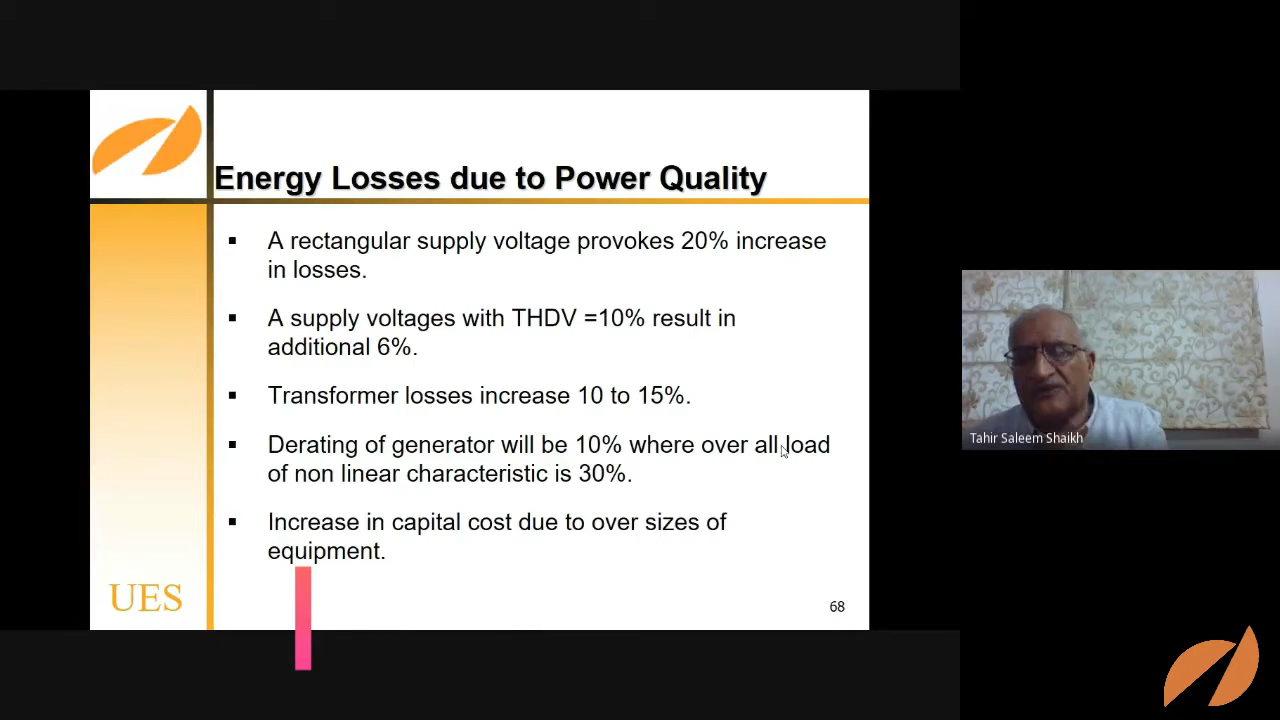 Energy Losses due to Power Quality
▪ A rectangular supply voltage provokes 20% increase
in losses.
▪ A supply voltages with THDV =10% result in
additional 6%.
▪ Transformer losses increase 10 to 15%.
▪ Derating of generator will be 10% where over all load
of non linear characteristic is 30%.
▪ Increase in capital cost due to over sizes of
equipment.
UES
68
Tahir Saleem Shaikh